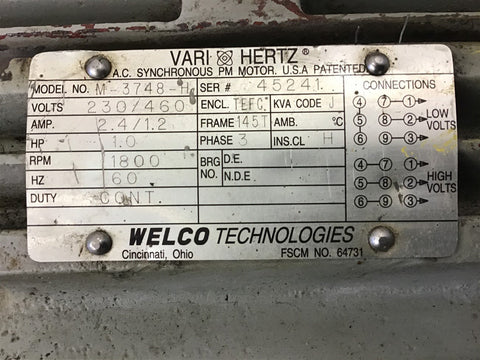 VARI HERTZ®
A.C. SYNCHRONOUS PM MOTOR. U.S.A PATENTED
MODEL NO. M-3748-H SER# 45241 CONNECTIONS
VOLTS 230/460 ENCL. TEFC. KVA CODE J ④ ⑦ ①
AMP. 2.4/1.2 FRAME 145T AMB. °C ⑤ ⑧ ② LOW VOLTS
HP 1.0 PHASE 3 INS.CL H ⑥ ⑨ ③
RPM 1800 BRG NO. D.E. ④ ⑦ ①
HZ 60 N.D.E. ⑤ ⑧ ② HIGH VOLTS
DUTY CONT. ⑥ ⑨ ③
WELCO TECHNOLOGIES
Cincinnati, Ohio FSCM NO. 64731